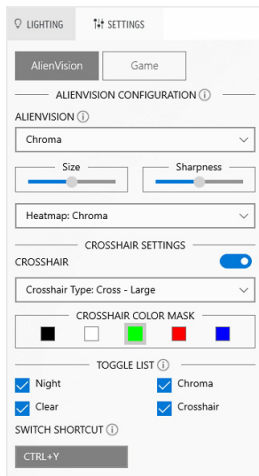 LIGHTING SETTINGS
AlienVision Game
ALIENVISION CONFIGURATION
ALIENVISION
Chroma
Size Sharpness
Heatmap: Chroma
CROSSHAIR SETTINGS
CROSSHAIR
Crosshair Type: Cross - Large
CROSSHAIR COLOR MASK
TOGGLE LIST
Night Chroma
Clear Crosshair
SWITCH SHORTCUT
CTRL+Y